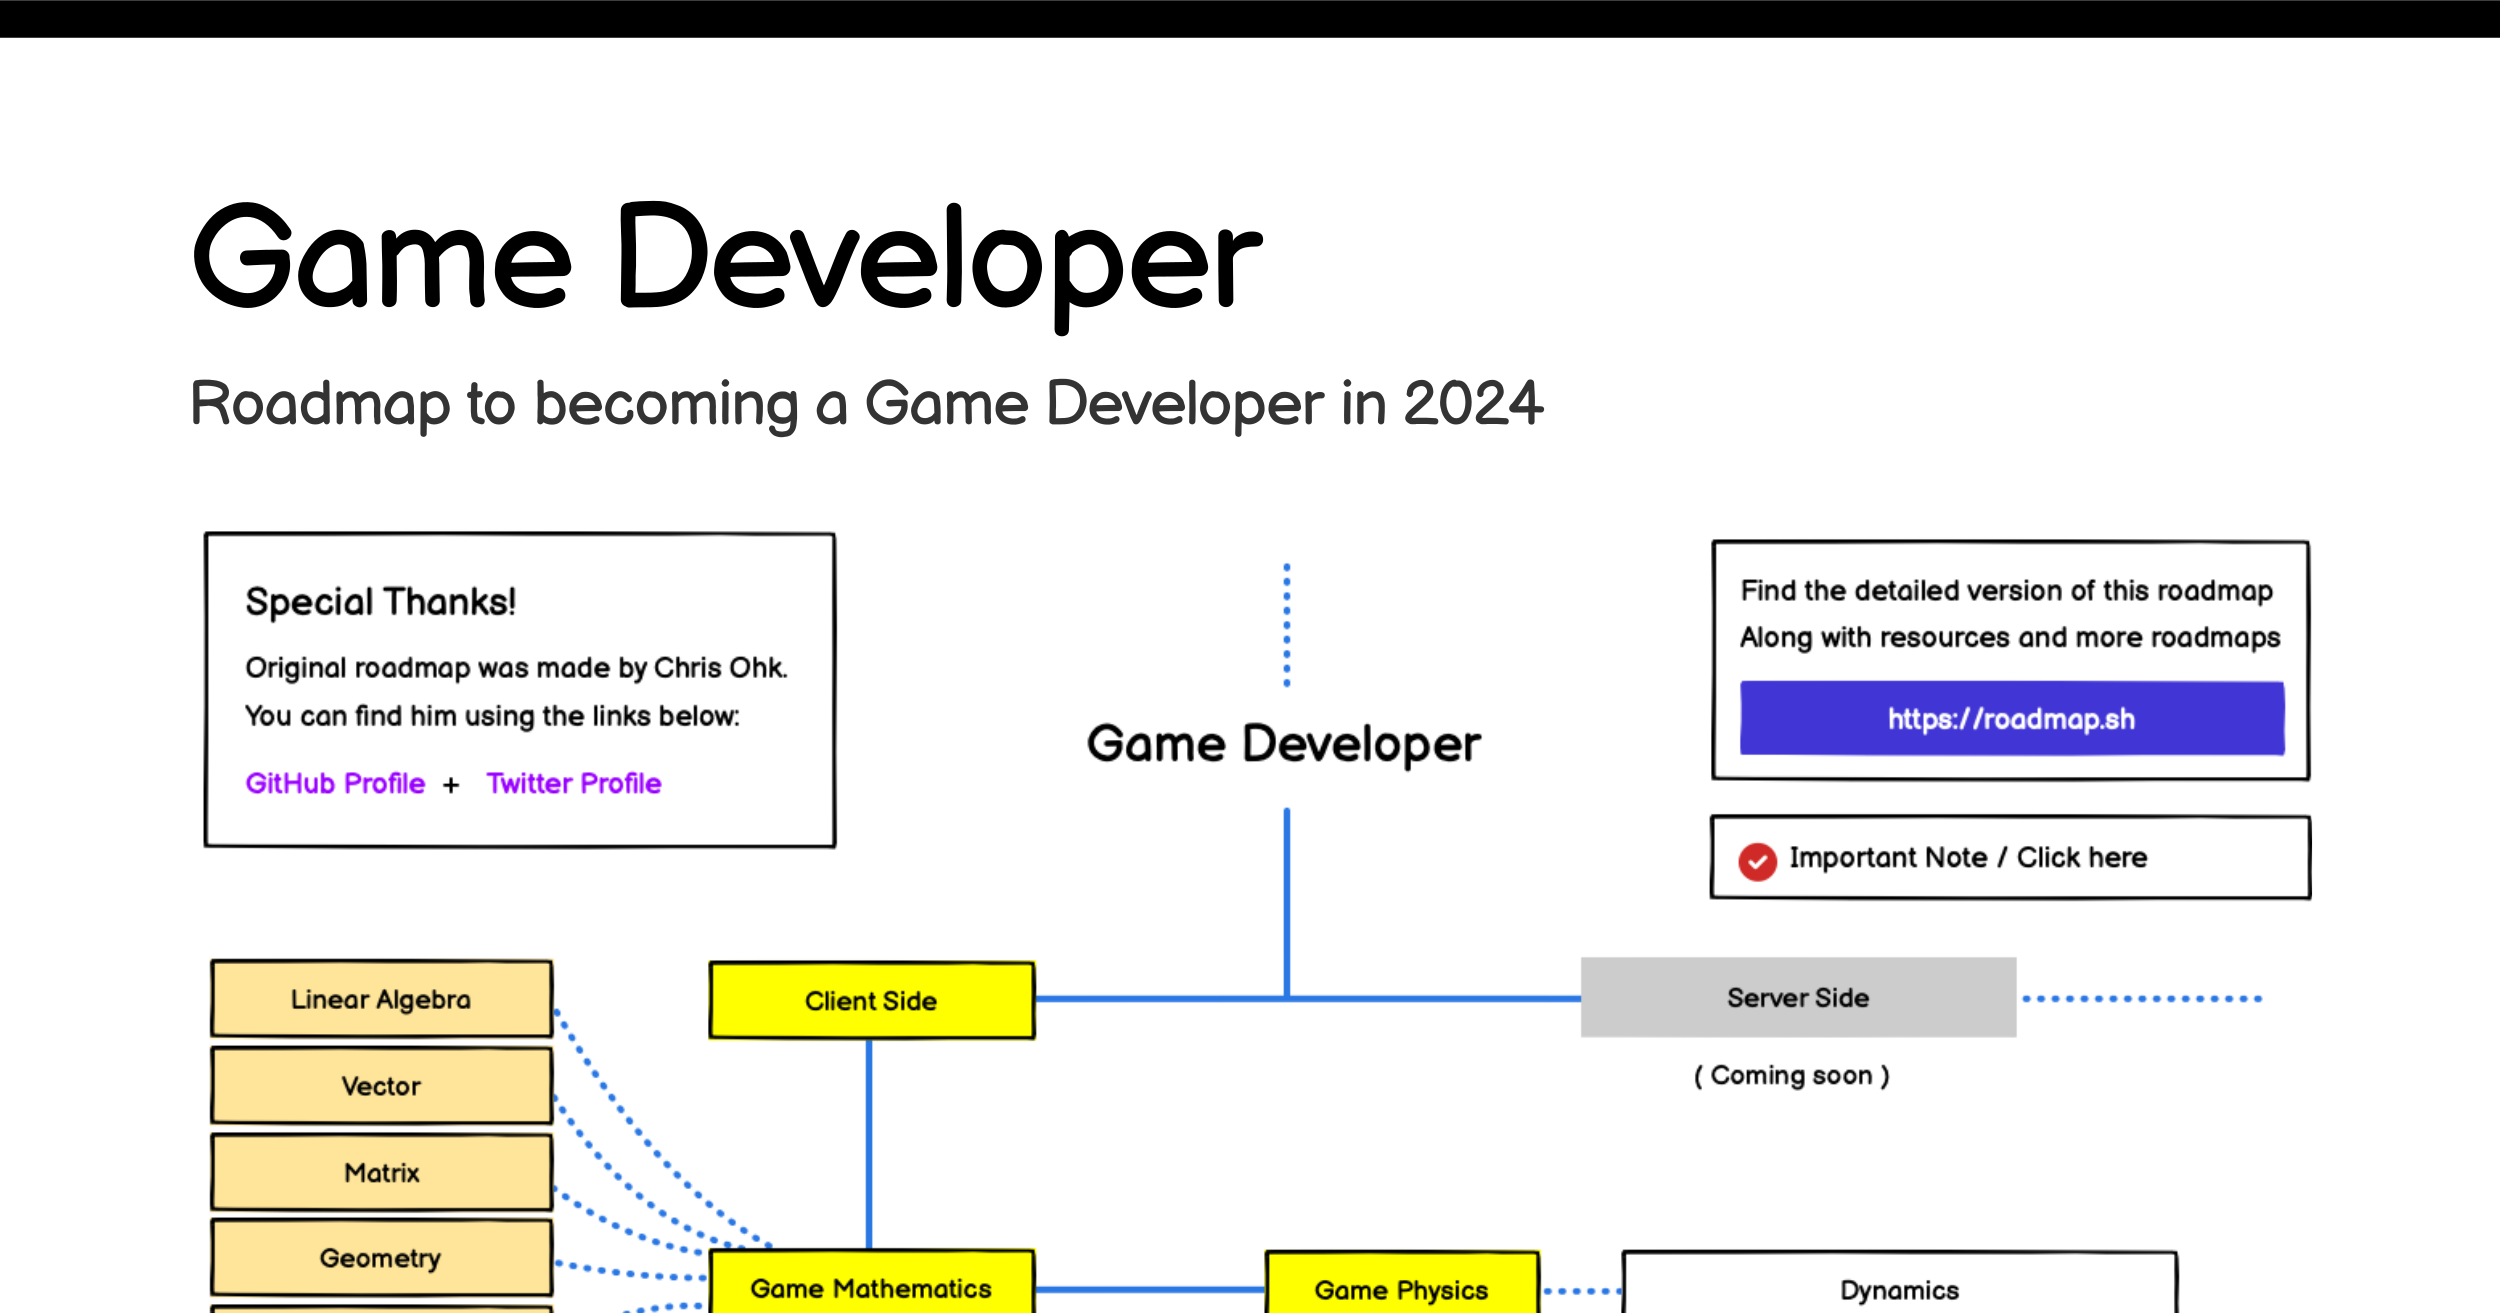 Game Developer
Roadmap to becoming a Game Developer in 2024
Special Thanks!
Original roadmap was made by Chris Ohk.
You can find him using the links below:
GitHub Profile + Twitter Profile
Find the detailed version of this roadmap
Along with resources and more roadmaps
https://roadmap.sh
Game Developer
Important Note / Click here
Linear Algebra
Client Side
Server Side
( Coming soon )
Vector
Matrix
Geometry
Game Mathematics
Game Physics
Dynamics